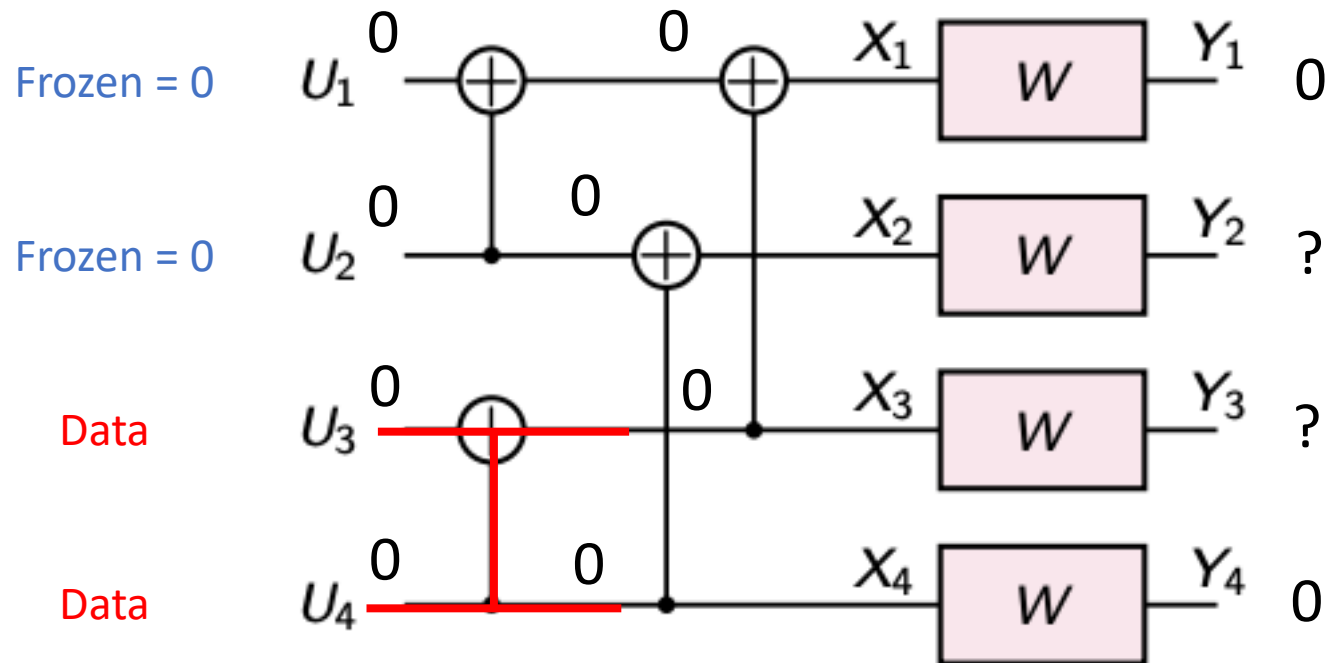 0 0
Frozen = 0 U₁ X₁ W Y₁ 0
0 0
Frozen = 0 U₂ X₂ W Y₂ ?
0 0
Data U₃ X₃ W Y₃ ?
0 0
Data U₄ X₄ W Y₄ 0